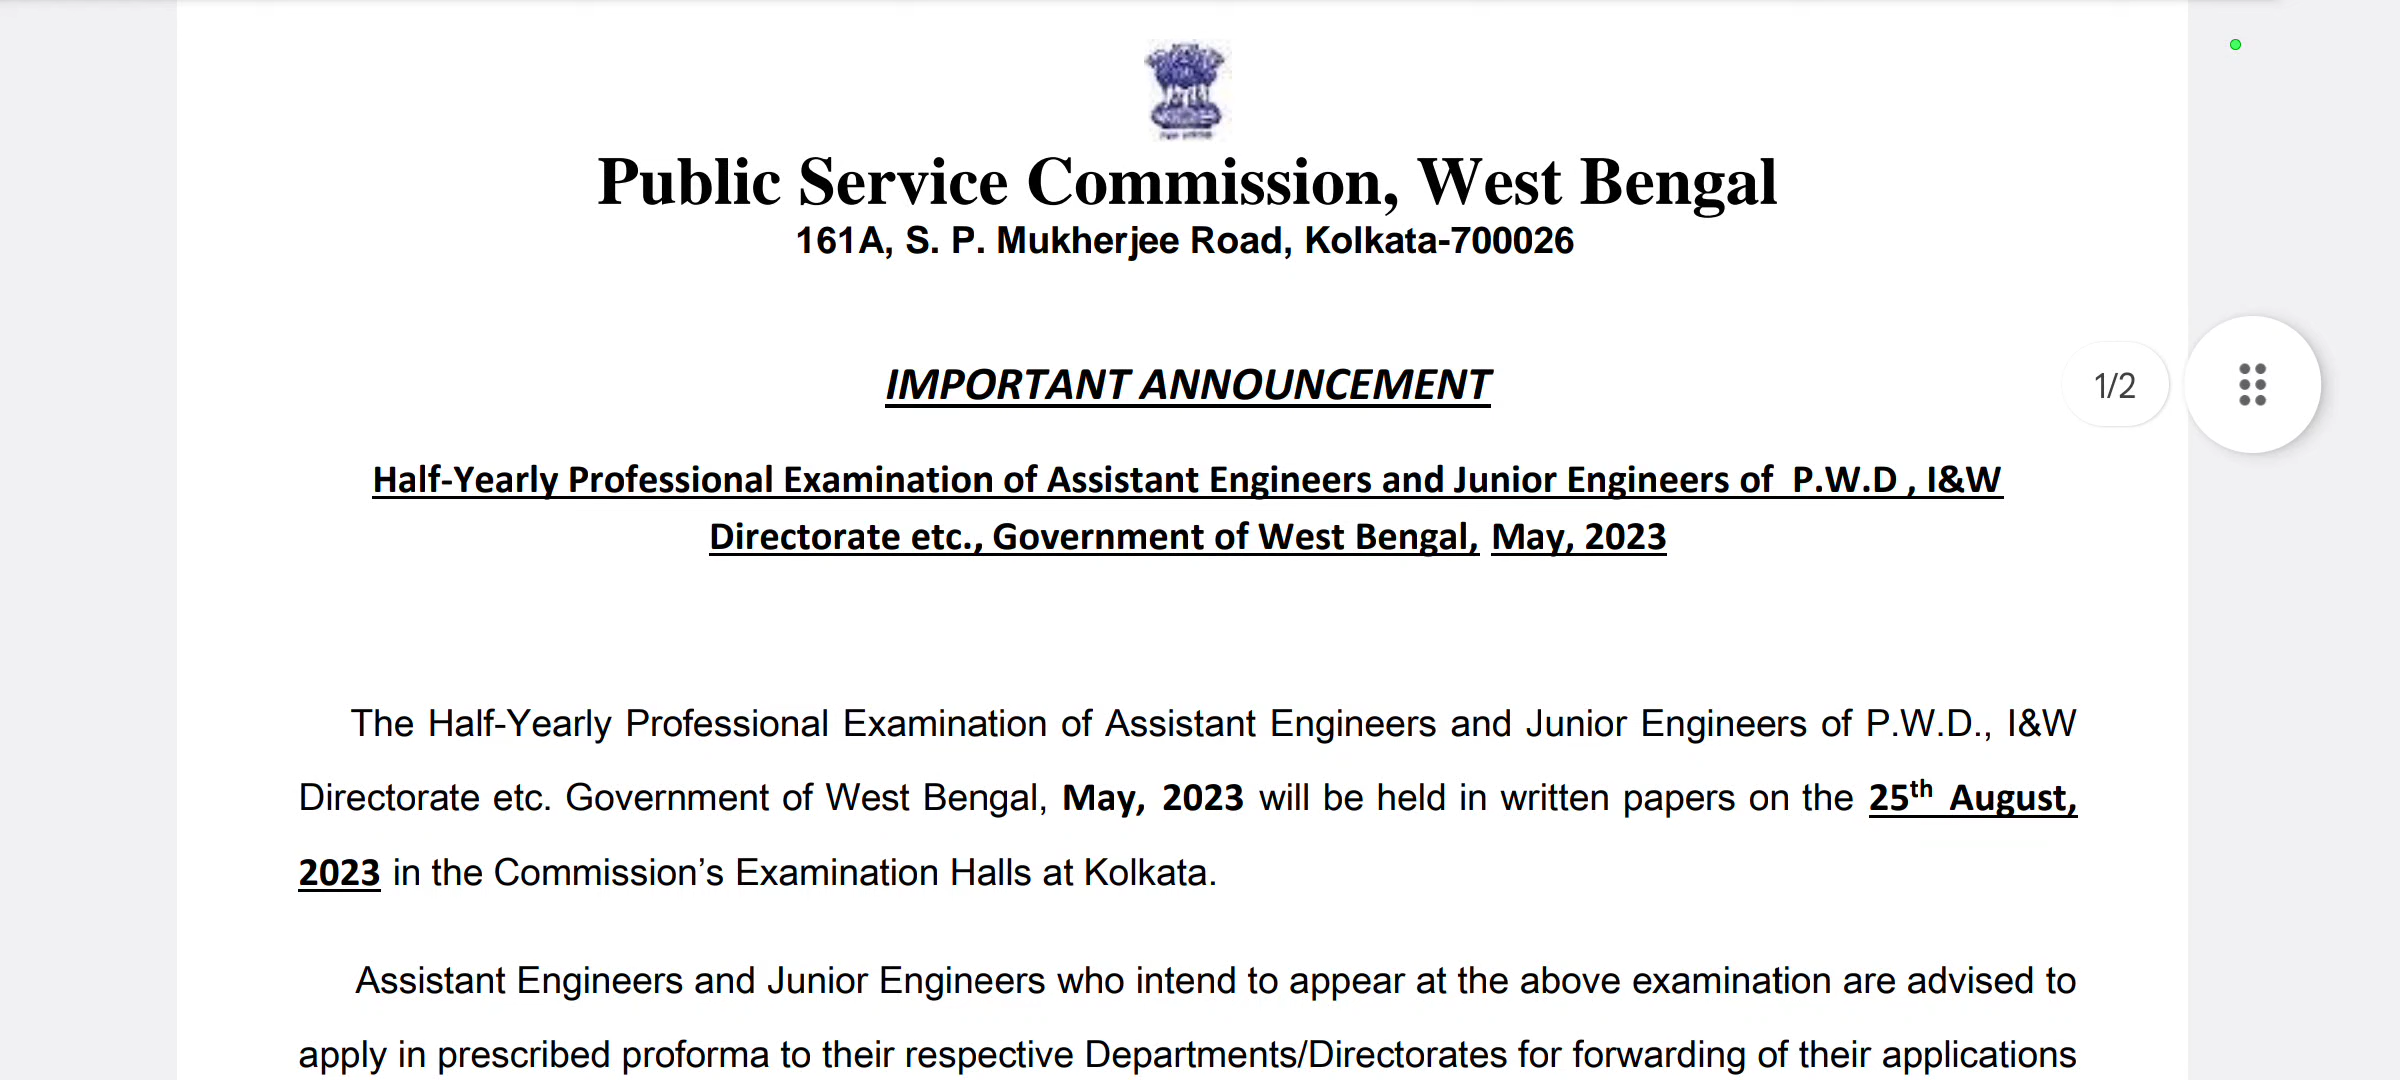 Public Service Commission, West Bengal
161A, S. P. Mukherjee Road, Kolkata-700026
IMPORTANT ANNOUNCEMENT
1/2
Half-Yearly Professional Examination of Assistant Engineers and Junior Engineers of P.W.D , I&W
Directorate etc., Government of West Bengal, May, 2023
The Half-Yearly Professional Examination of Assistant Engineers and Junior Engineers of P.W.D., I&W
Directorate etc. Government of West Bengal, May, 2023 will be held in written papers on the 25th August,
2023 in the Commission’s Examination Halls at Kolkata.
Assistant Engineers and Junior Engineers who intend to appear at the above examination are advised to
apply in prescribed proforma to their respective Departments/Directorates for forwarding of their applications